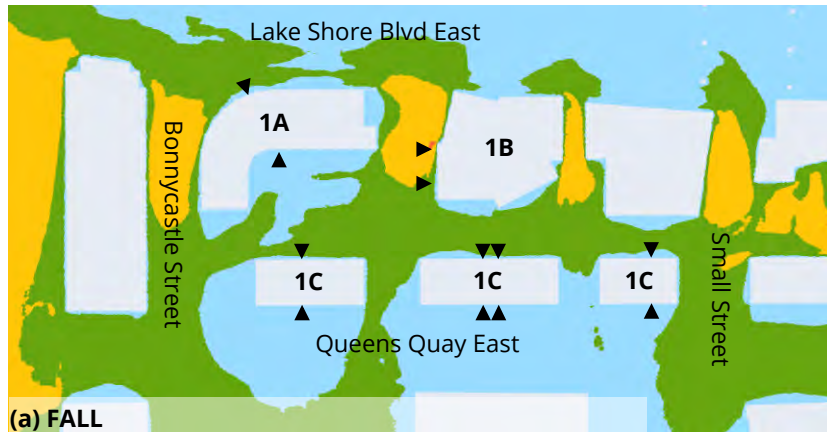 Lake Shore Blvd East
1A
1B
Bonnycastle Street
Small Street
1C
1C
1C
Queens Quay East
(a) FALL